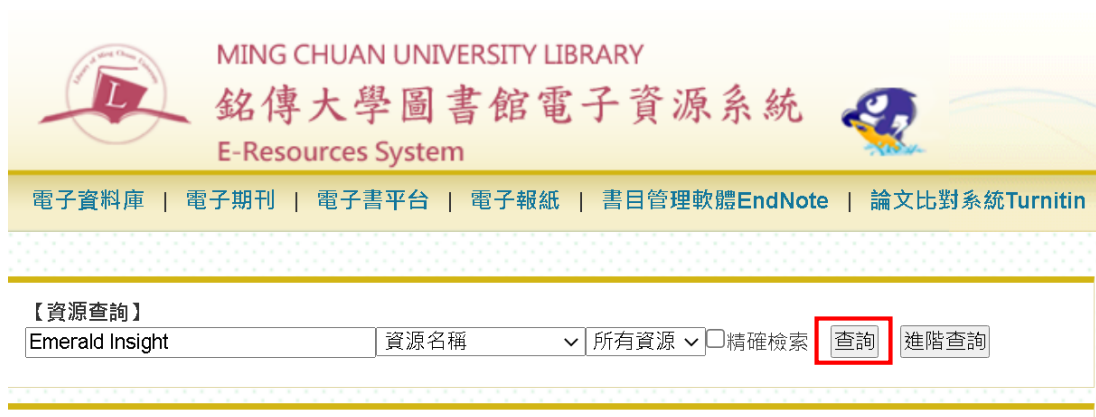 MING CHUAN UNIVERSITY LIBRARY
銘傳大學圖書館電子資源系統
E-Resources System
電子資料庫 | 電子期刊 | 電子書平台 | 電子報紙 | 書目管理軟體EndNote | 論文比對系統Turnitin
【資源查詢】
Emerald Insight 資源名稱 所有資源 精確檢索 查詢 進階查詢